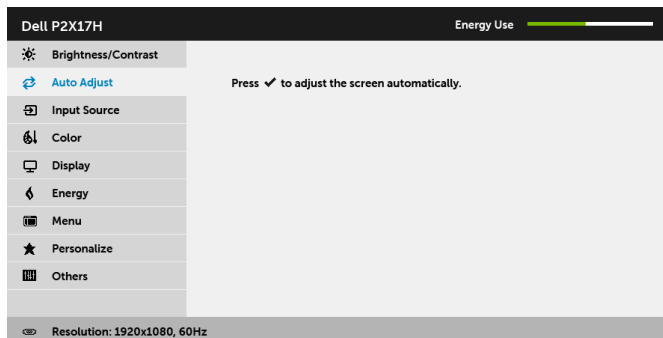 Dell P2X17H
Energy Use
Brightness/Contrast
Auto Adjust
Press ✓ to adjust the screen automatically.
Input Source
Color
Display
Energy
Menu
Personalize
Others
Resolution: 1920x1080, 60Hz